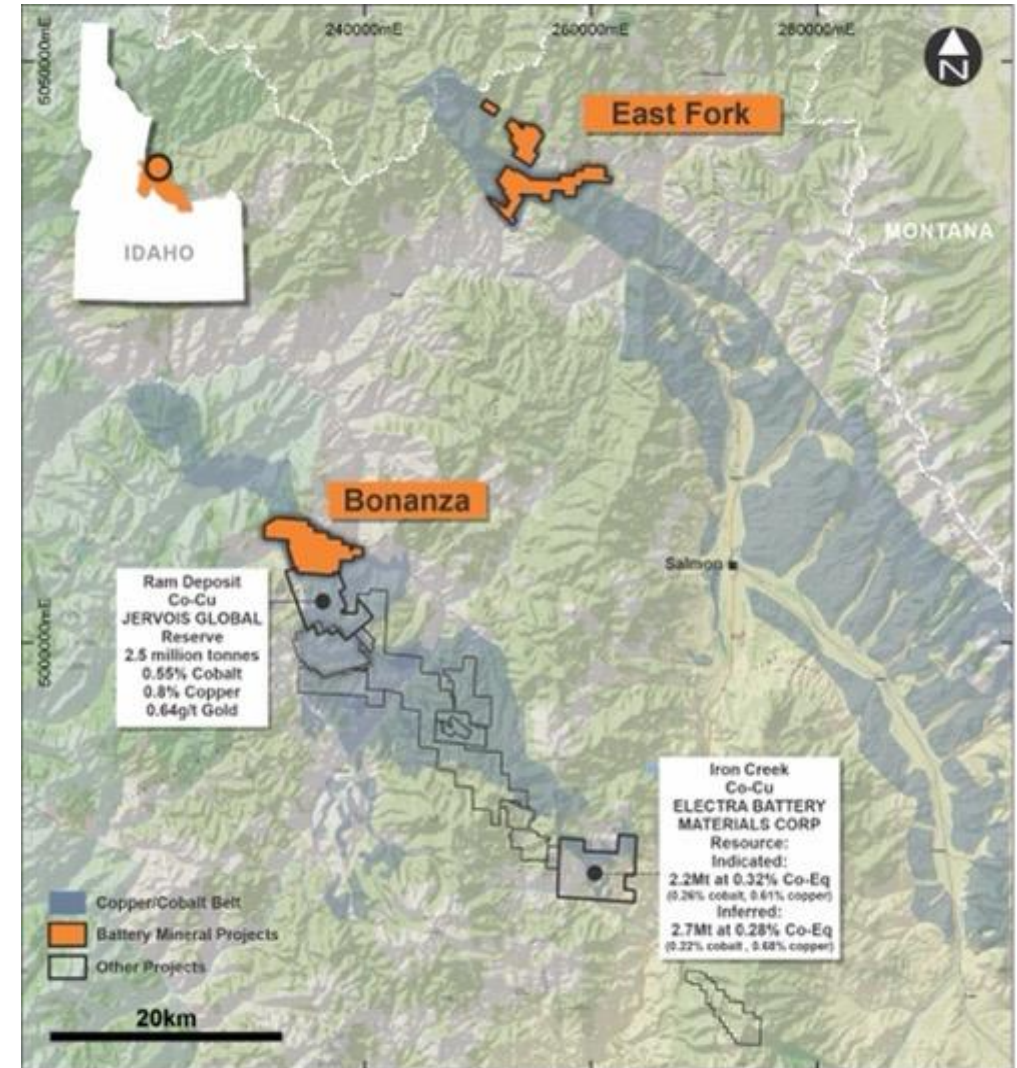 240000mE
260000mE
280000mE
5050000mE
N
East Fork
MONTANA
IDAHO
Bonanza
Salmon
5000000mE
Ram Deposit
Co-Cu
JERVOIS GLOBAL
Reserve
2.5 million tonnes
0.55% Cobalt
0.8% Copper
0.64g/t Gold
Iron Creek
Co-Cu
ELECTRA BATTERY
MATERIALS CORP
Resource:
Indicated:
2.2Mt at 0.32% Co-Eq
(0.26% cobalt, 0.61% copper)
Inferred:
2.7Mt at 0.28% Co-Eq
(0.22% cobalt , 0.68% copper)
Copper/Cobalt Belt
Battery Mineral Projects
Other Projects
20km